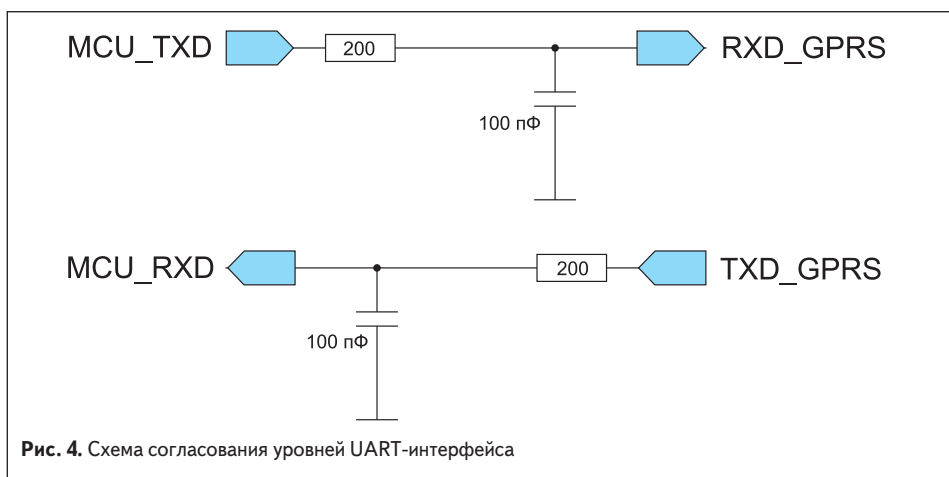 MCU_TXD 200 RXD_GPRS
100 пФ
MCU_RXD 200 TXD_GPRS
100 пФ
Рис. 4. Схема согласования уровней UART-интерфейса